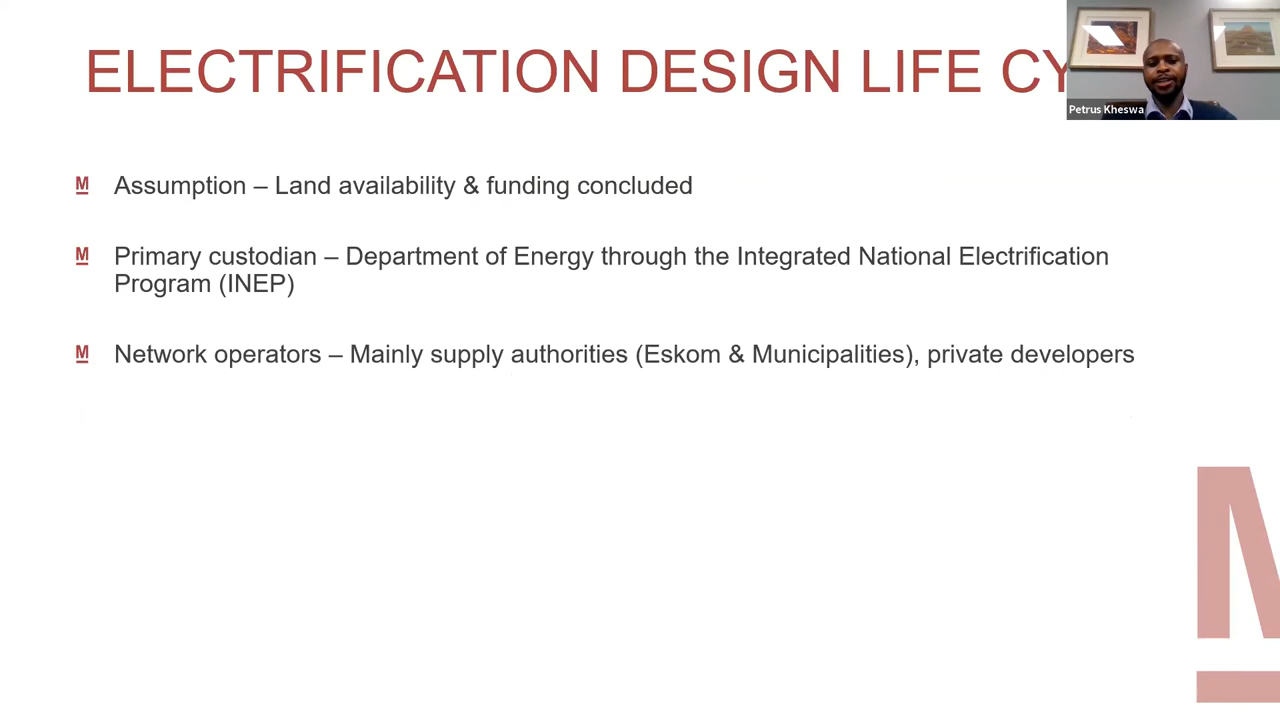 ELECTRIFICATION DESIGN LIFE CY
Petrus Kheswa
M Assumption – Land availability & funding concluded
M Primary custodian – Department of Energy through the Integrated National Electrification
Program (INEP)
M Network operators – Mainly supply authorities (Eskom & Municipalities), private developers
M